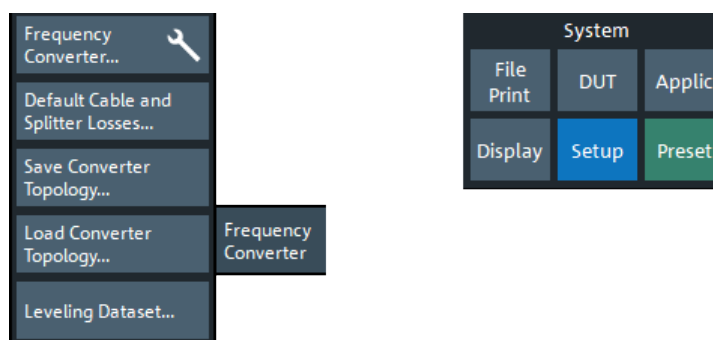 Frequency
Converter...
Default Cable and
Splitter Losses...
Save Converter
Topology...
Load Converter
Topology...
Leveling Dataset...
Frequency
Converter
System
File
Print
DUT
Applic
Display
Setup
Preset